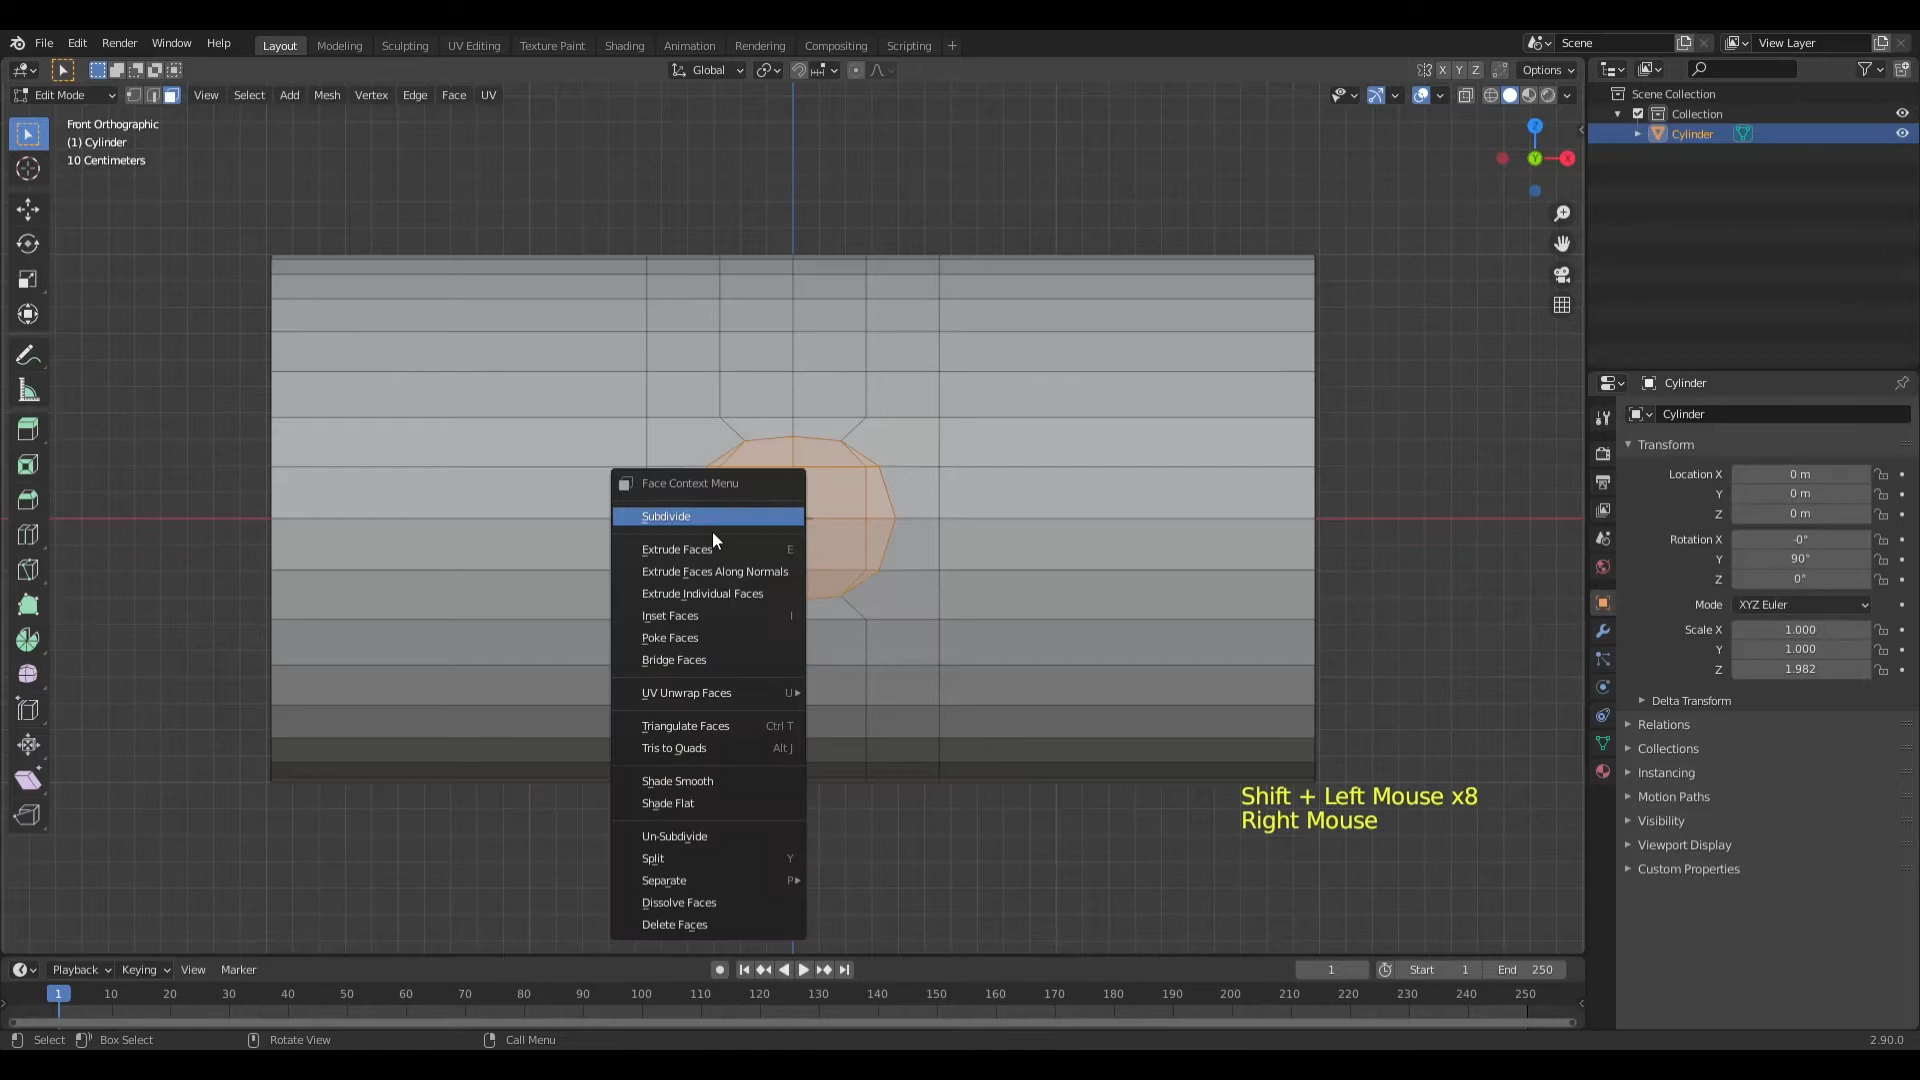 File Edit Render Window Help Layout Modeling Sculpting UV Editing Texture Paint Shading Animation Rendering Compositing Scripting + Scene View Layer
Global X Y Z Options
Edit Mode View Select Add Mesh Vertex Edge Face UV
Scene Collection
Collection
Cylinder
Front Orthographic
(1) Cylinder
10 Centimeters
Z
Y
X
Face Context Menu
Subdivide
Extrude Faces E
Extrude Faces Along Normals
Extrude Individual Faces
Inset Faces I
Poke Faces
Bridge Faces
UV Unwrap Faces U
Triangulate Faces Ctrl T
Tris to Quads Alt J
Shade Smooth
Shade Flat
Un-Subdivide
Split Y
Separate P
Dissolve Faces
Delete Faces
Shift + Left Mouse x8
Right Mouse
Cylinder
Cylinder
Transform
Location X 0 m
Y 0 m
Z 0 m
Rotation X -0°
Y 90°
Z 0°
Mode XYZ Euler
Scale X 1.000
Y 1.000
Z 1.982
Delta Transform
Relations
Collections
Instancing
Motion Paths
Visibility
Viewport Display
Custom Properties
Playback Keying View Marker 1 Start 1 End 250
1 10 20 30 40 50 60 70 80 90 100 110 120 130 140 150 160 170 180 190 200 210 220 230 240 250
Select Box Select Rotate View Call Menu 2.90.0